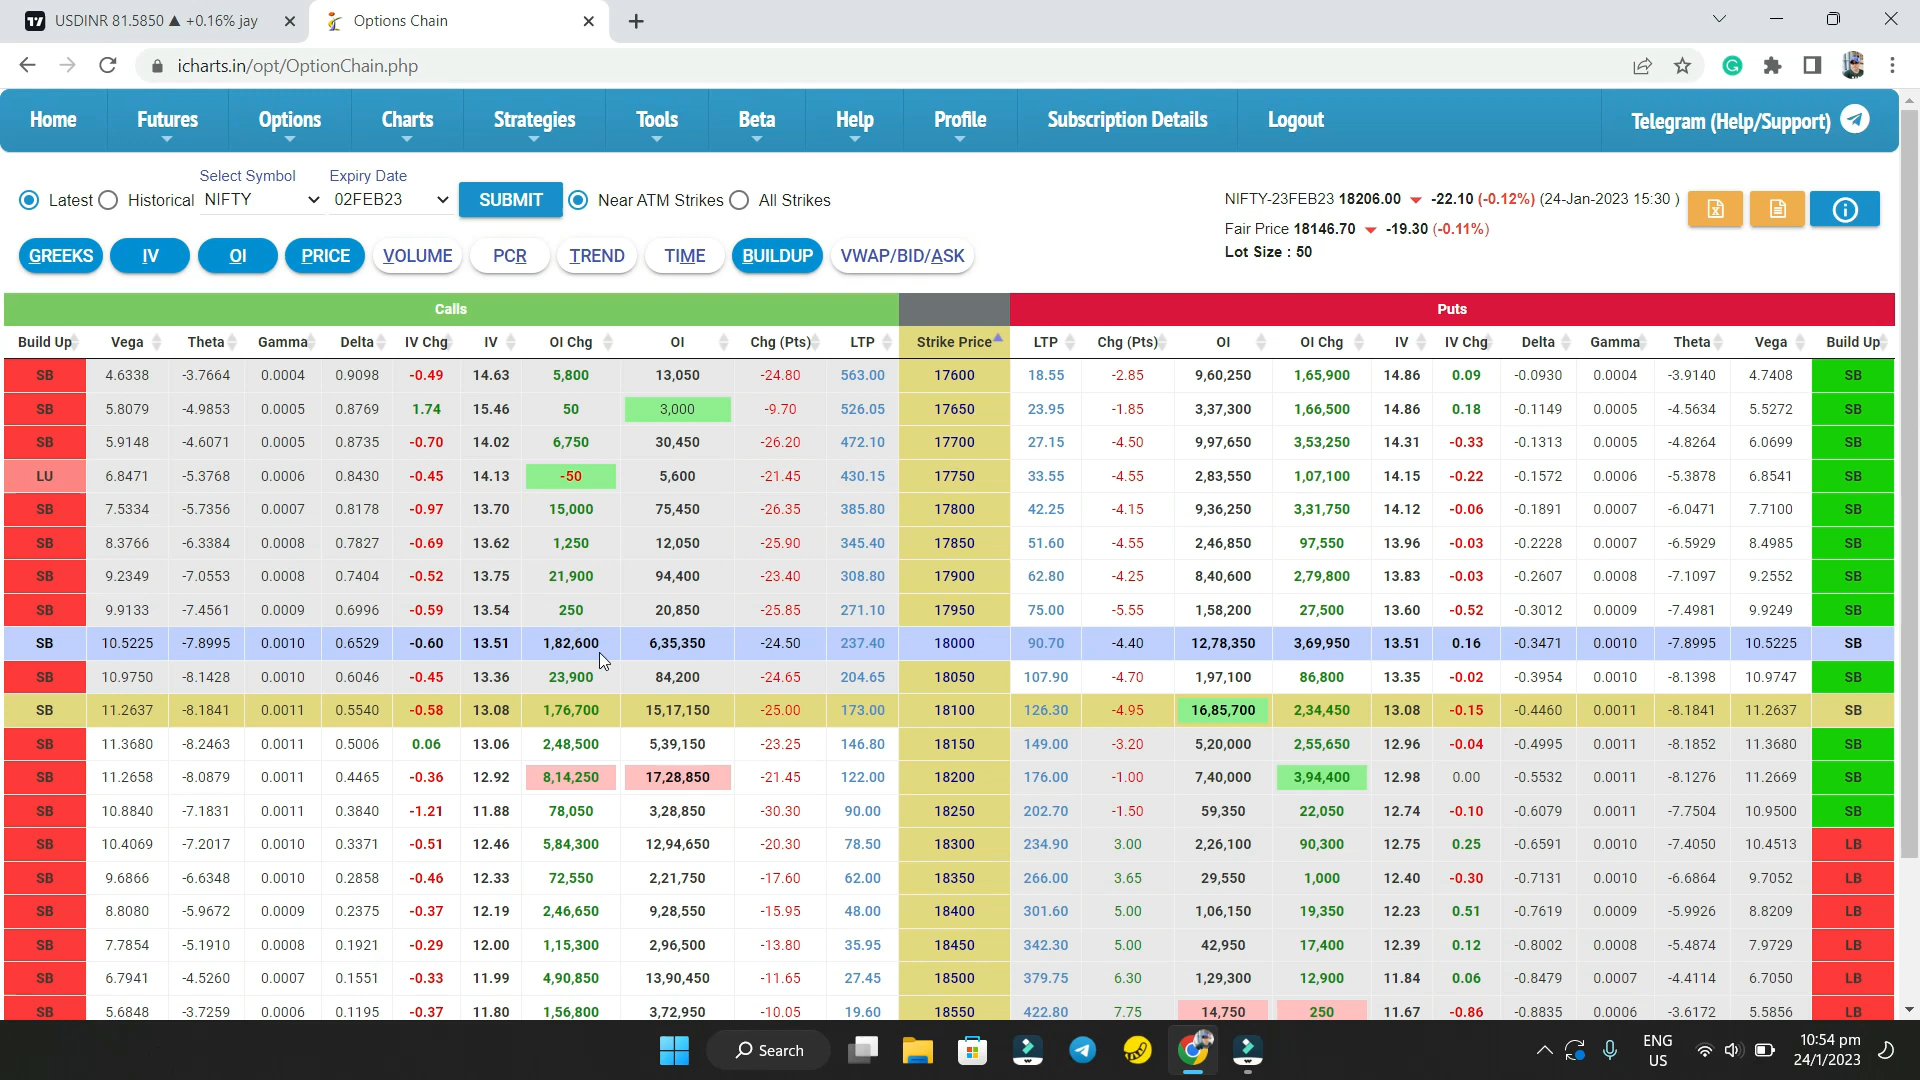 USDINR 81.5850 ▲ +0.16% jay
Options Chain
icharts.in/opt/OptionChain.php
Home Futures Options Charts Strategies Tools Beta Help Profile Subscription Details Logout Telegram (Help/Support)
Select Symbol Expiry Date
Latest Historical NIFTY 02FEB23 SUBMIT Near ATM Strikes All Strikes
NIFTY-23FEB23 18206.00 ▼ -22.10 (-0.12%) (24-Jan-2023 15:30 )
Fair Price 18146.70 ▼ -19.30 (-0.11%)
Lot Size : 50
GREEKS IV OI PRICE VOLUME PCR TREND TIME BUILDUP VWAP/BID/ASK
Calls Puts
Build Up Vega Theta Gamma Delta IV Chg IV OI Chg OI Chg (Pts) LTP Strike Price LTP Chg (Pts) OI OI Chg IV IV Chg Delta Gamma Theta Vega Build Up
SB 4.6338 -3.7664 0.0004 0.9098 -0.49 14.63 5,800 13,050 -24.80 563.00 17600 18.55 -2.85 9,60,250 1,65,900 14.86 0.09 -0.0930 0.0004 -3.9140 4.7408 SB
SB 5.8079 -4.9853 0.0005 0.8769 1.74 15.46 50 3,000 -9.70 526.05 17650 23.95 -1.85 3,37,300 1,66,500 14.86 0.18 -0.1149 0.0005 -4.5634 5.5272 SB
SB 5.9148 -4.6071 0.0005 0.8735 -0.70 14.02 6,750 30,450 -26.20 472.10 17700 27.15 -4.50 9,97,650 3,53,250 14.31 -0.33 -0.1313 0.0005 -4.8264 6.0699 SB
LU 6.8471 -5.3768 0.0006 0.8430 -0.45 14.13 -50 5,600 -21.45 430.15 17750 33.55 -4.55 2,83,550 1,07,100 14.15 -0.22 -0.1572 0.0006 -5.3878 6.8541 SB
SB 7.5334 -5.7356 0.0007 0.8178 -0.97 13.70 15,000 75,450 -26.35 385.80 17800 42.25 -4.15 9,36,250 3,31,750 14.12 -0.06 -0.1891 0.0007 -6.0471 7.7100 SB
SB 8.3766 -6.3384 0.0008 0.7827 -0.69 13.62 1,250 12,050 -25.90 345.40 17850 51.60 -4.55 2,46,850 97,550 13.96 -0.03 -0.2228 0.0007 -6.5929 8.4985 SB
SB 9.2349 -7.0553 0.0008 0.7404 -0.52 13.75 21,900 94,400 -23.40 308.80 17900 62.80 -4.25 8,40,600 2,79,800 13.83 -0.03 -0.2607 0.0008 -7.1097 9.2552 SB
SB 9.9133 -7.4561 0.0009 0.6996 -0.59 13.54 250 20,850 -25.85 271.10 17950 75.00 -5.55 1,58,200 27,500 13.60 -0.52 -0.3012 0.0009 -7.4981 9.9249 SB
SB 10.5225 -7.8995 0.0010 0.6529 -0.60 13.51 1,82,600 6,35,350 -24.50 237.40 18000 90.70 -4.40 12,78,350 3,69,950 13.51 0.16 -0.3471 0.0010 -7.8995 10.5225 SB
SB 10.9750 -8.1428 0.0010 0.6046 -0.45 13.36 23,900 84,200 -24.65 204.65 18050 107.90 -4.70 1,97,100 86,800 13.35 -0.02 -0.3954 0.0010 -8.1398 10.9747 SB
SB 11.2637 -8.1841 0.0011 0.5540 -0.58 13.08 1,76,700 15,17,150 -25.00 173.00 18100 126.30 -4.95 16,85,700 2,34,450 13.08 -0.15 -0.4460 0.0011 -8.1841 11.2637 SB
SB 11.3680 -8.2463 0.0011 0.5006 0.06 13.06 2,48,500 5,39,150 -23.25 146.80 18150 149.00 -3.20 5,20,000 2,55,650 12.96 -0.04 -0.4995 0.0011 -8.1852 11.3680 SB
SB 11.2658 -8.0879 0.0011 0.4465 -0.36 12.92 8,14,250 17,28,850 -21.45 122.00 18200 176.00 -1.00 7,40,000 3,94,400 12.98 0.00 -0.5532 0.0011 -8.1276 11.2669 SB
SB 10.8840 -7.1831 0.0011 0.3840 -1.21 11.88 78,050 3,28,850 -30.30 90.00 18250 202.70 -1.50 59,350 22,050 12.74 -0.10 -0.6079 0.0011 -7.7504 10.9500 SB
SB 10.4069 -7.2017 0.0010 0.3371 -0.51 12.46 5,84,300 12,94,650 -20.30 78.50 18300 234.90 3.00 2,26,100 90,300 12.75 0.25 -0.6591 0.0010 -7.4050 10.4513 LB
SB 9.6866 -6.6348 0.0010 0.2858 -0.46 12.33 72,550 2,21,750 -17.60 62.00 18350 266.00 3.65 29,550 1,000 12.40 -0.30 -0.7131 0.0010 -6.6864 9.7052 LB
SB 8.8080 -5.9672 0.0009 0.2375 -0.37 12.19 2,46,650 9,28,550 -15.95 48.00 18400 301.60 5.00 1,06,150 19,350 12.23 0.51 -0.7619 0.0009 -5.9926 8.8209 LB
SB 7.7854 -5.1910 0.0008 0.1921 -0.29 12.00 1,15,300 2,96,500 -13.80 35.95 18450 342.30 5.00 42,950 17,400 12.39 0.12 -0.8002 0.0008 -5.4874 7.9729 LB
SB 6.7941 -4.5260 0.0007 0.1551 -0.33 11.99 4,90,850 13,90,450 -11.65 27.45 18500 379.75 6.30 1,29,300 12,900 11.84 0.06 -0.8479 0.0007 -4.4114 6.7050 LB
SB 5.6848 -3.7259 0.0006 0.1195 -0.37 11.80 1,56,800 3,72,950 -10.05 19.60 18550 422.80 7.75 14,750 250 11.67 -0.86 -0.8835 0.0006 -3.6172 5.5856 LB
Search
ENG
US
10:54 pm
24/1/2023